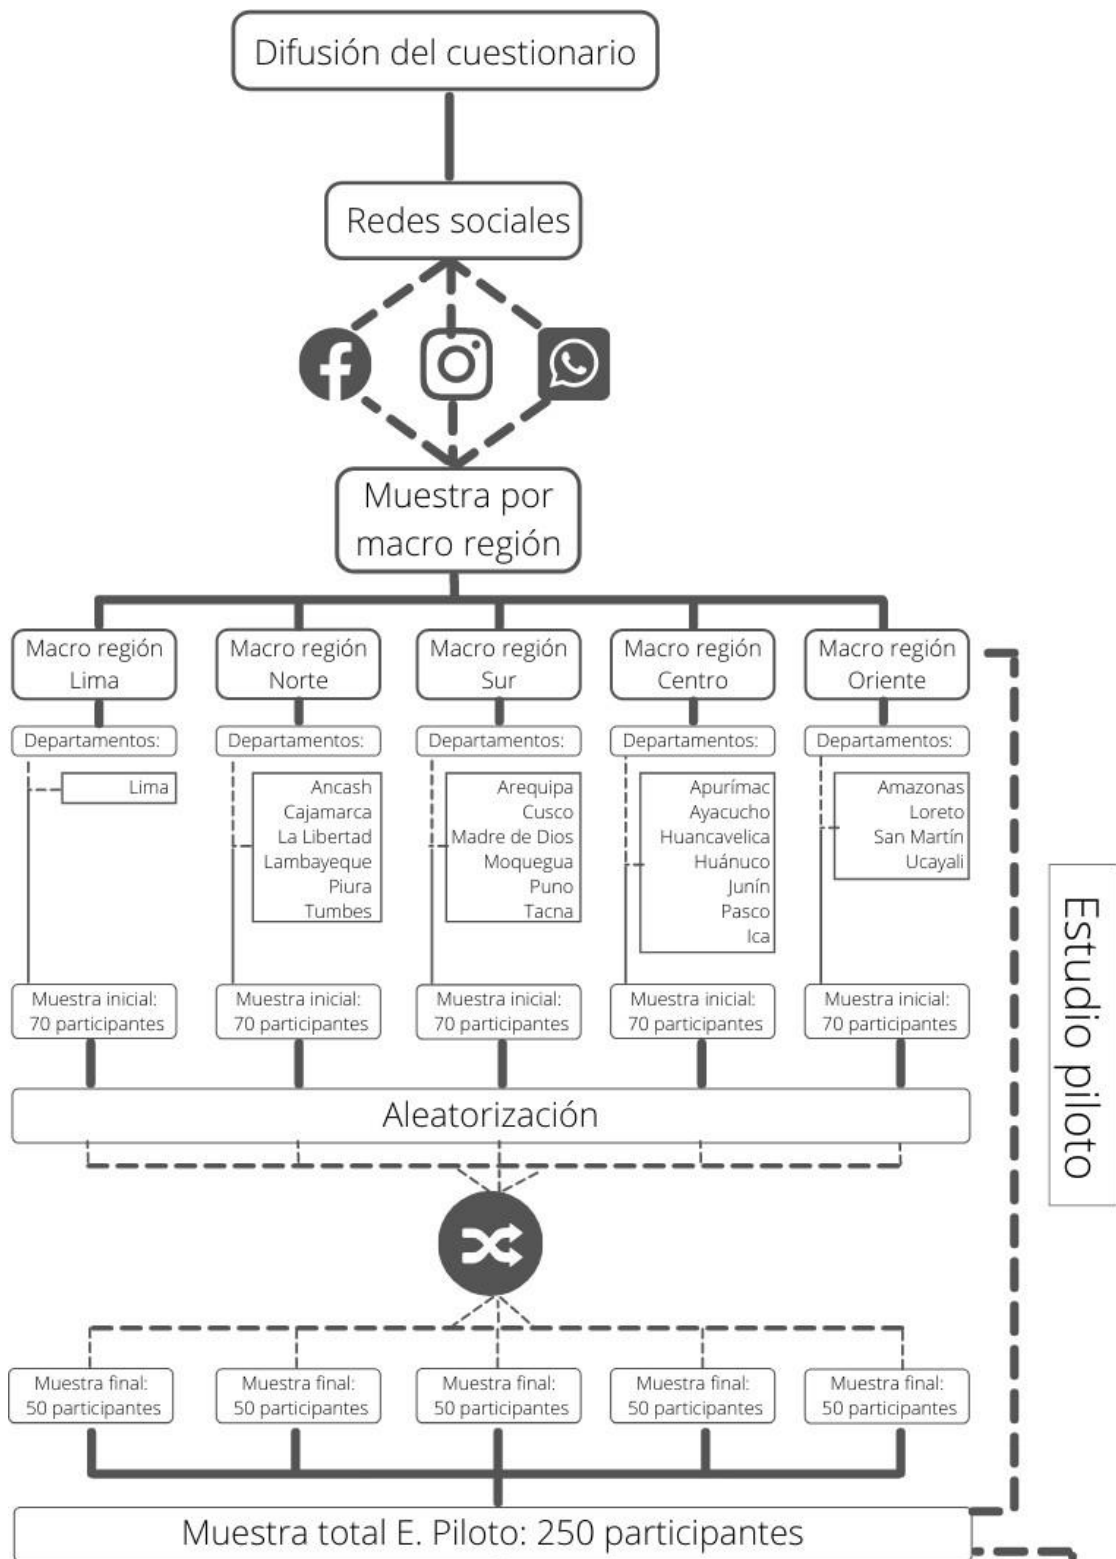 Difusión del cuestionario
Redes sociales
Muestra por
macro región
Macro región
Lima
Macro región
Norte
Macro región
Sur
Macro región
Centro
Macro región
Oriente
Departamentos:
Departamentos:
Departamentos:
Departamentos:
Departamentos:
Lima
Ancash
Cajamarca
La Libertad
Lambayeque
Piura
Tumbes
Arequipa
Cusco
Madre de Dios
Moquegua
Puno
Tacna
Apurímac
Ayacucho
Huancavelica
Huánuco
Junín
Pasco
Ica
Amazonas
Loreto
San Martín
Ucayali
Muestra inicial:
70 participantes
Muestra inicial:
70 participantes
Muestra inicial:
70 participantes
Muestra inicial:
70 participantes
Muestra inicial:
70 participantes
Estudio piloto
Aleatorización
Muestra final:
50 participantes
Muestra final:
50 participantes
Muestra final:
50 participantes
Muestra final:
50 participantes
Muestra final:
50 participantes
Muestra total E. Piloto: 250 participantes